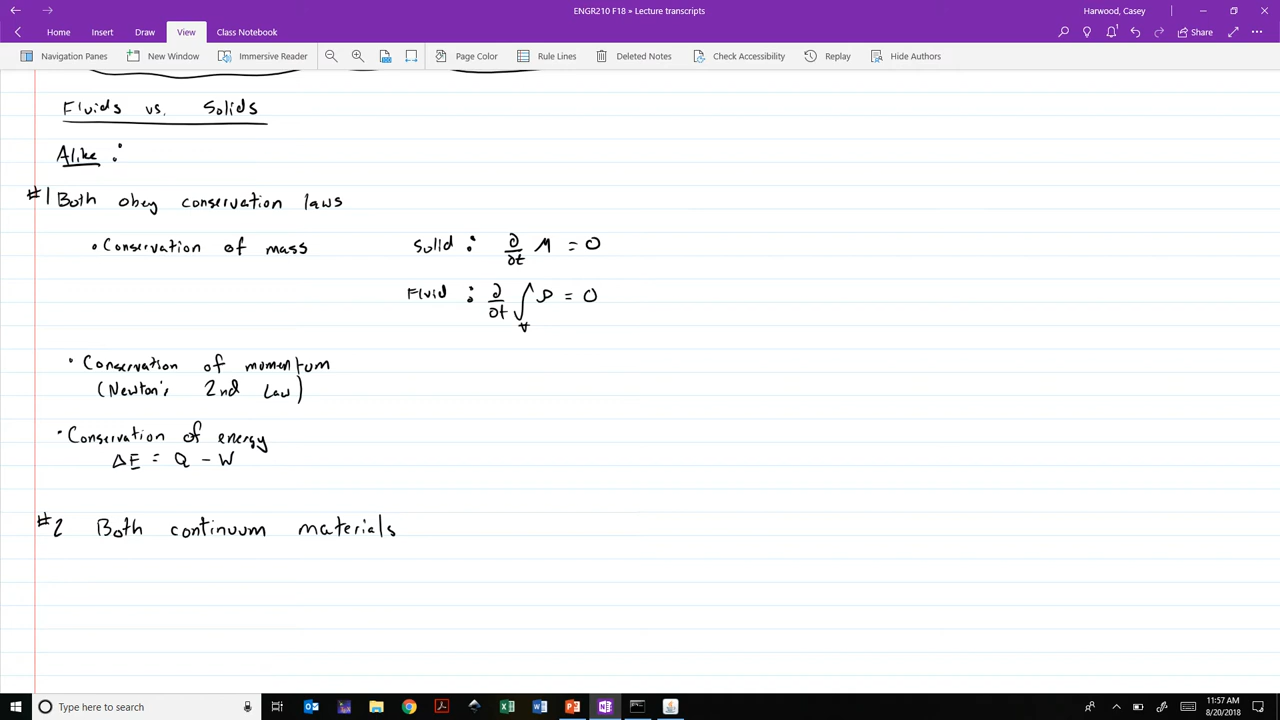 ENGR210 F18 » Lecture transcripts
Harwood, Casey
Home Insert Draw View Class Notebook
Share
Navigation Panes New Window Immersive Reader Page Color Rule Lines Deleted Notes Check Accessibility Replay Hide Authors
Fluids vs. Solids
Alike :
#1 Both obey conservation laws
• Conservation of mass Solid : ∂/∂t M = 0
Fluid : ∂/∂t ∫_V ρ = 0
• Conservation of momentum
(Newton's 2nd Law)
• Conservation of energy
ΔE = Q - W
#2 Both continuum materials
Type here to search
11:57 AM
8/20/2018